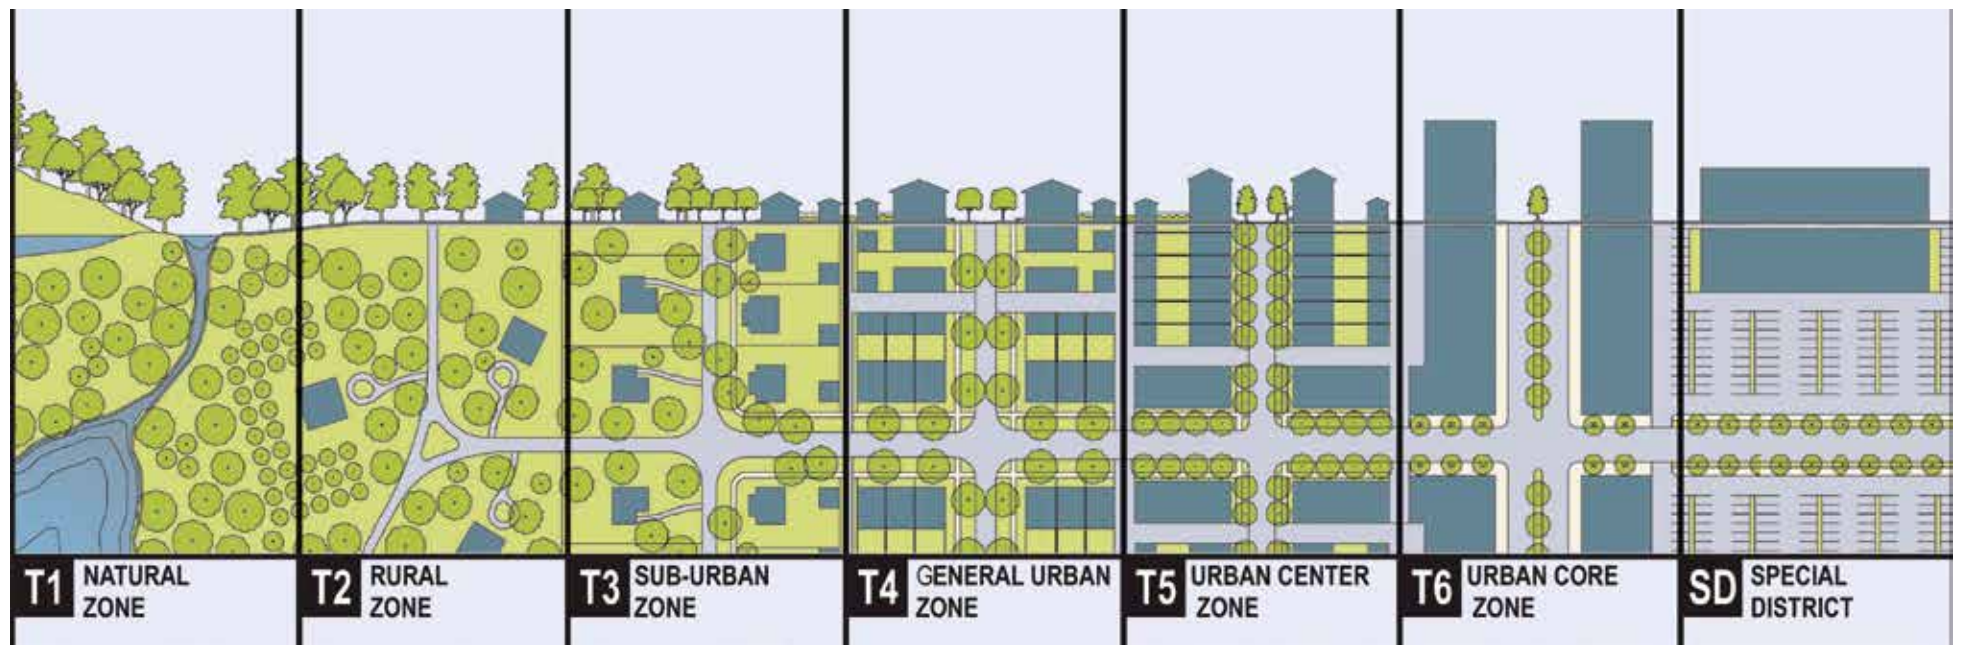 T1 NATURAL
ZONE
T2 RURAL
ZONE
T3 SUB-URBAN
ZONE
T4 GENERAL URBAN
ZONE
T5 URBAN CENTER
ZONE
T6 URBAN CORE
ZONE
SD SPECIAL
DISTRICT